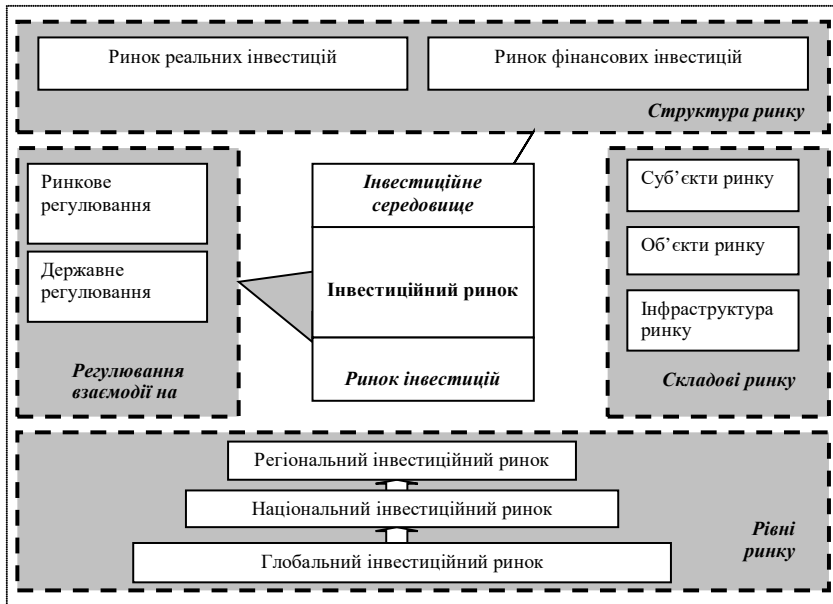 Ринок реальних інвестицій
Ринок фінансових інвестицій
Структура ринку
Ринкове
регулювання
Державне
регулювання
Регулювання
взаємодії на
Інвестиційне
середовище
Інвестиційний ринок
Ринок інвестицій
Суб’єкти ринку
Об’єкти ринку
Інфраструктура
ринку
Складові ринку
Регіональний інвестиційний ринок
Національний інвестиційний ринок
Глобальний інвестиційний ринок
Рівні
ринку